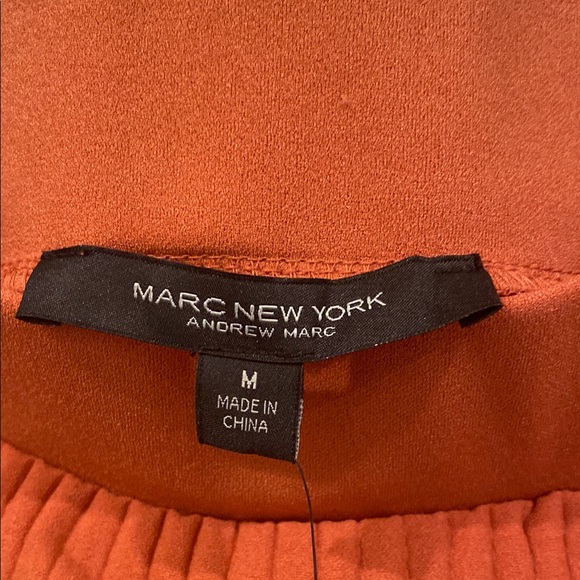 MARC NEW YORK
ANDREW MARC
M
MADE IN
CHINA